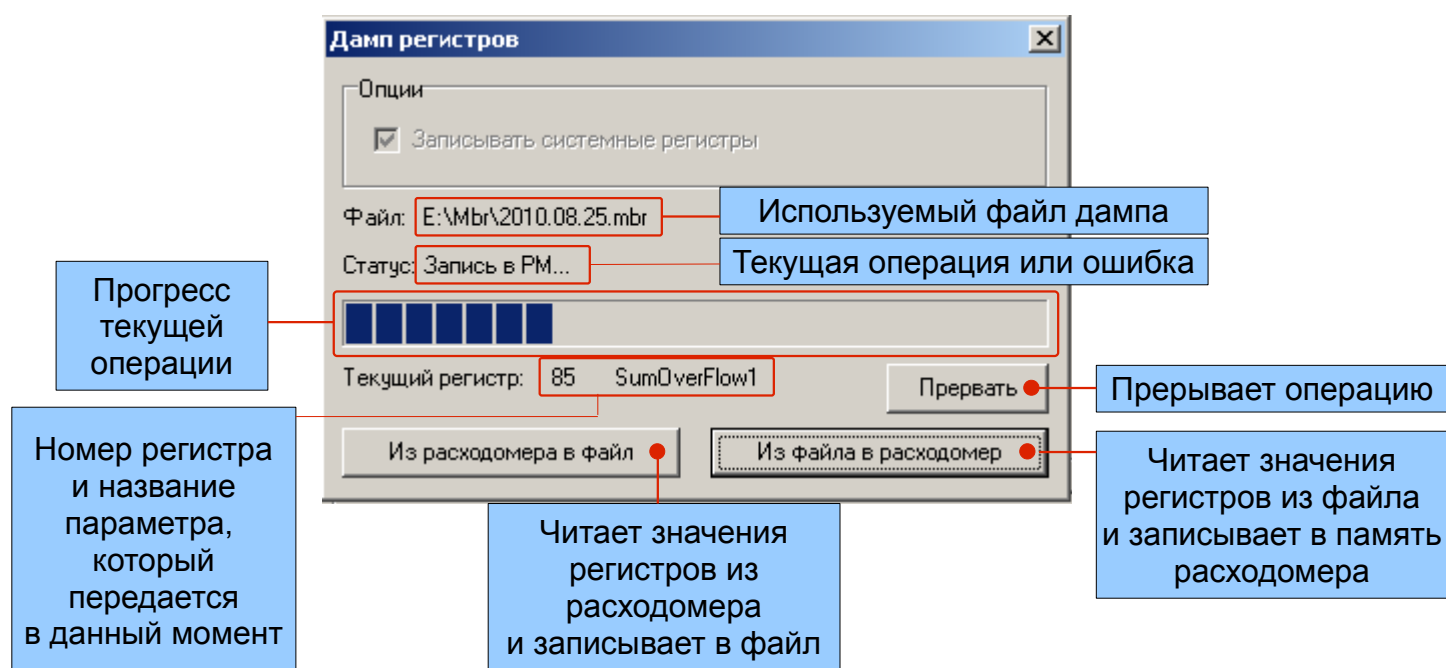 Дамп регистров
Опции
Записывать системные регистры
Файл: E:\Mbr\2010.08.25.mbr
Используемый файл дампа
Статус: Запись в РМ...
Текущая операция или ошибка
Прогресс
текущей
операции
Текущий регистр: 85 SumOverFlow1
Прервать
Прерывает операцию
Номер регистра
и название
параметра,
который
передается
в данный момент
Из расходомера в файл
Из файла в расходомер
Читает значения
регистров из
расходомера
и записывает в файл
Читает значения
регистров из файла
и записывает в память
расходомера